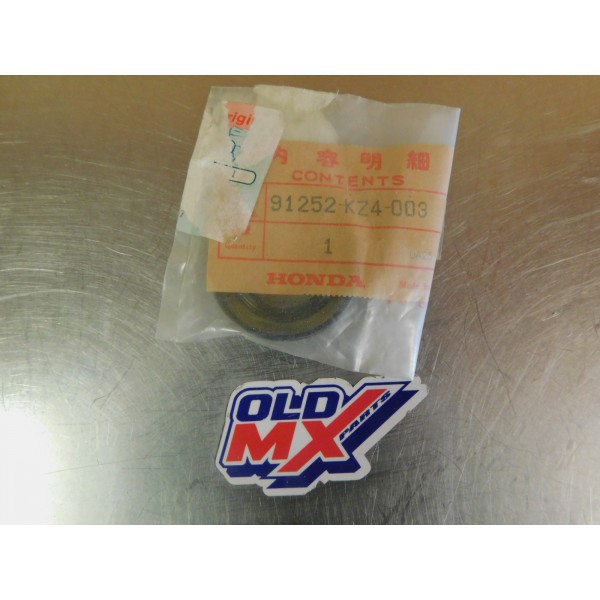 内容明細
CONTENTS
91252-KZ4-003
1
HONDA
OLD
MX
PARTS